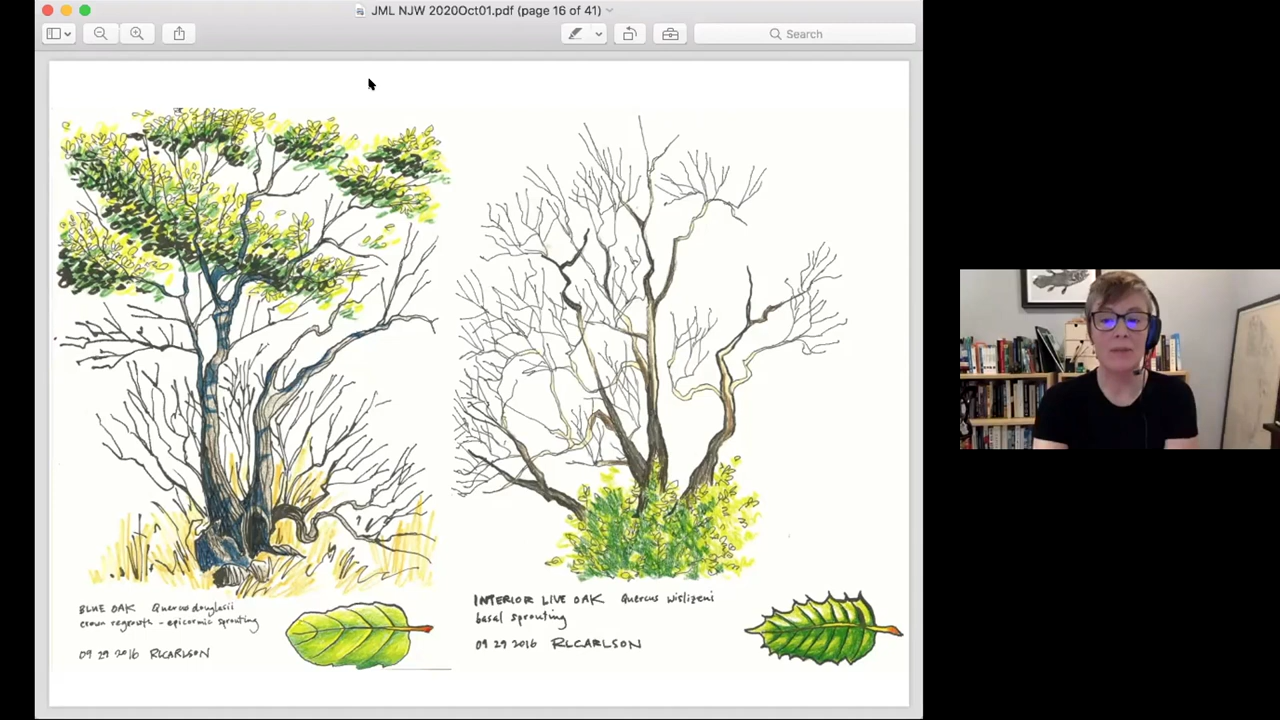 JML NJW 2020Oct01.pdf (page 16 of 41)
Search
BLUE OAK Quercus douglasii
crown regrowth - epicormic sprouting
09 29 2016 RLCARLSON
INTERIOR LIVE OAK Quercus wislizeni
basal sprouting
09 29 2016 RLCARLSON